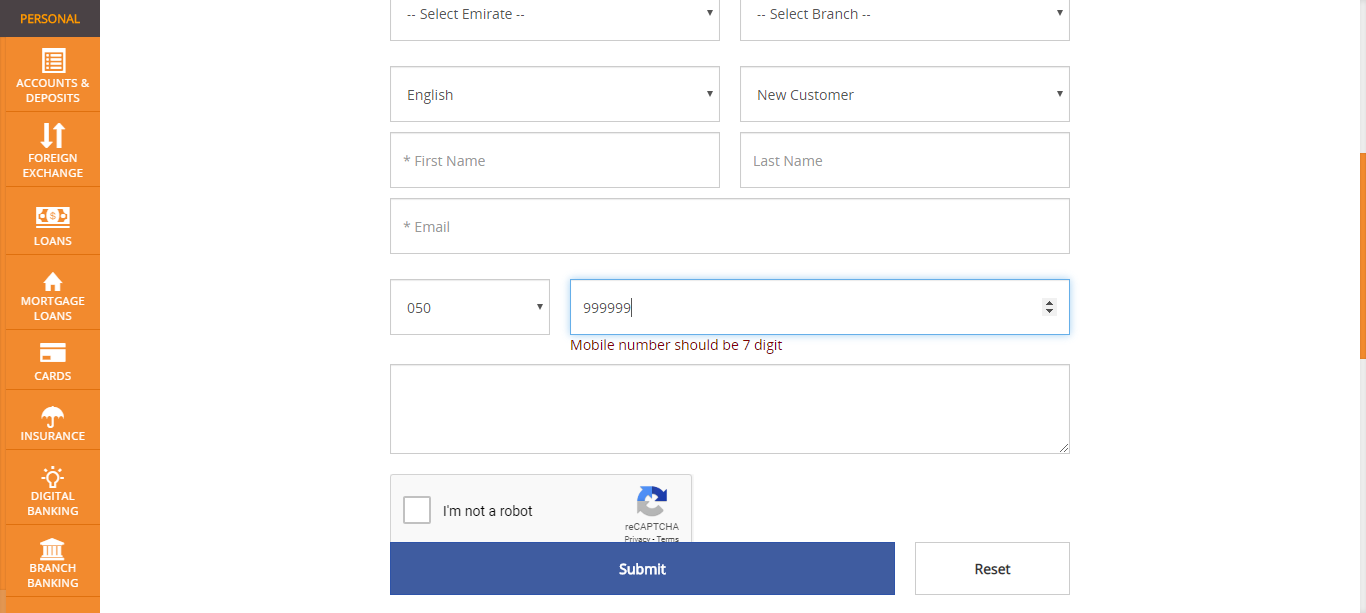 PERSONAL
ACCOUNTS &
DEPOSITS
FOREIGN
EXCHANGE
$
LOANS
MORTGAGE
LOANS
CARDS
INSURANCE
DIGITAL
BANKING
BRANCH
BANKING
-- Select Emirate --
-- Select Branch --
English
New Customer
* First Name
Last Name
* Email
050
999999
Mobile number should be 7 digit
I'm not a robot
reCAPTCHA
Privacy - Terms
Submit
Reset